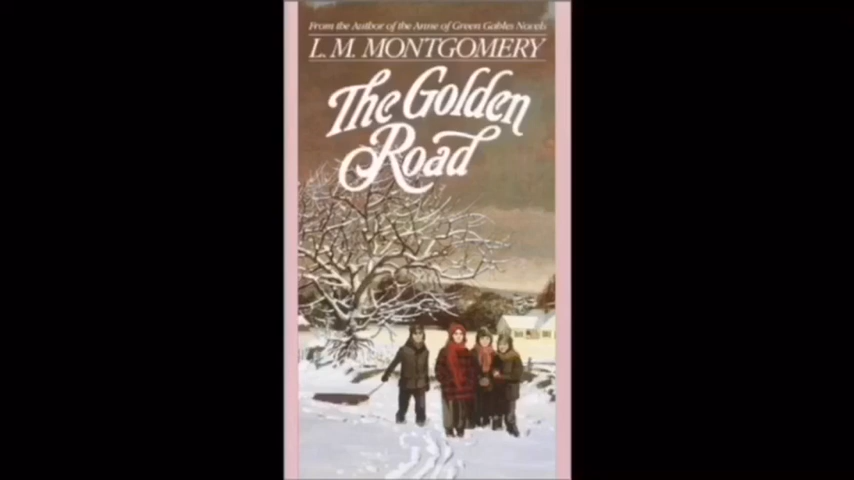 From the Author of the Anne of Green Gables Novels
L. M. MONTGOMERY
The Golden
Road